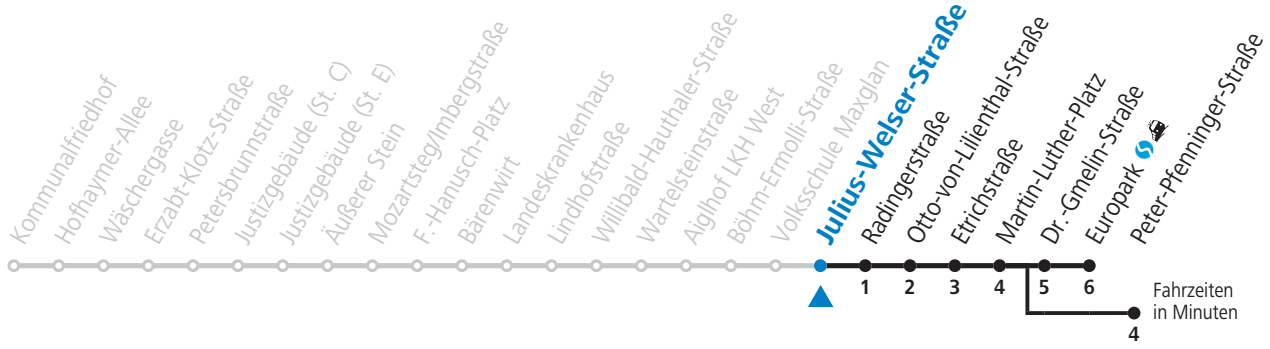 Kommunalfriedhof
Hofhaymer-Allee
Wäschergasse
Erzabt-Klotz-Straße
Petersbrunnstraße
Justizgebäude (St. C)
Justizgebäude (St. E)
Äußerer Stein
Mozartsteg/Imbergstraße
F.-Hanusch-Platz
Bärenwirt
Landeskrankenhaus
Lindhofstraße
Willibald-Hauthaler-Straße
Wartelsteinstraße
Aiglhof LKH West
Böhm-Ermolli-Straße
Volksschule Maxglan
Julius-Welser-Straße
Radingerstraße
Otto-von-Lilienthal-Straße
Etrichstraße
Martin-Luther-Platz
Dr.-Gmelin-Straße
Europark
Peter-Pfenninger-Straße
1 2 3 4 5 6
Fahrzeiten
in Minuten
4